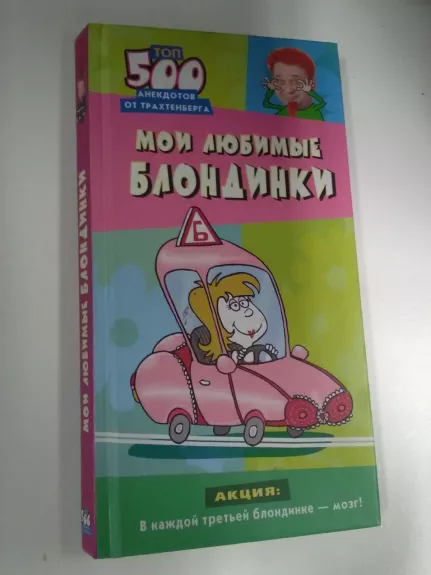 ТОП
500
АНЕКДОТОВ
ОТ ТРАХТЕНБЕРГА
МОИ ЛЮБИМЫЕ
БЛОНДИНКИ
Б
АКЦИЯ:
В каждой третьей блондинке — мозг!
МОИ ЛЮБИМЫЕ БЛОНДИНКИ